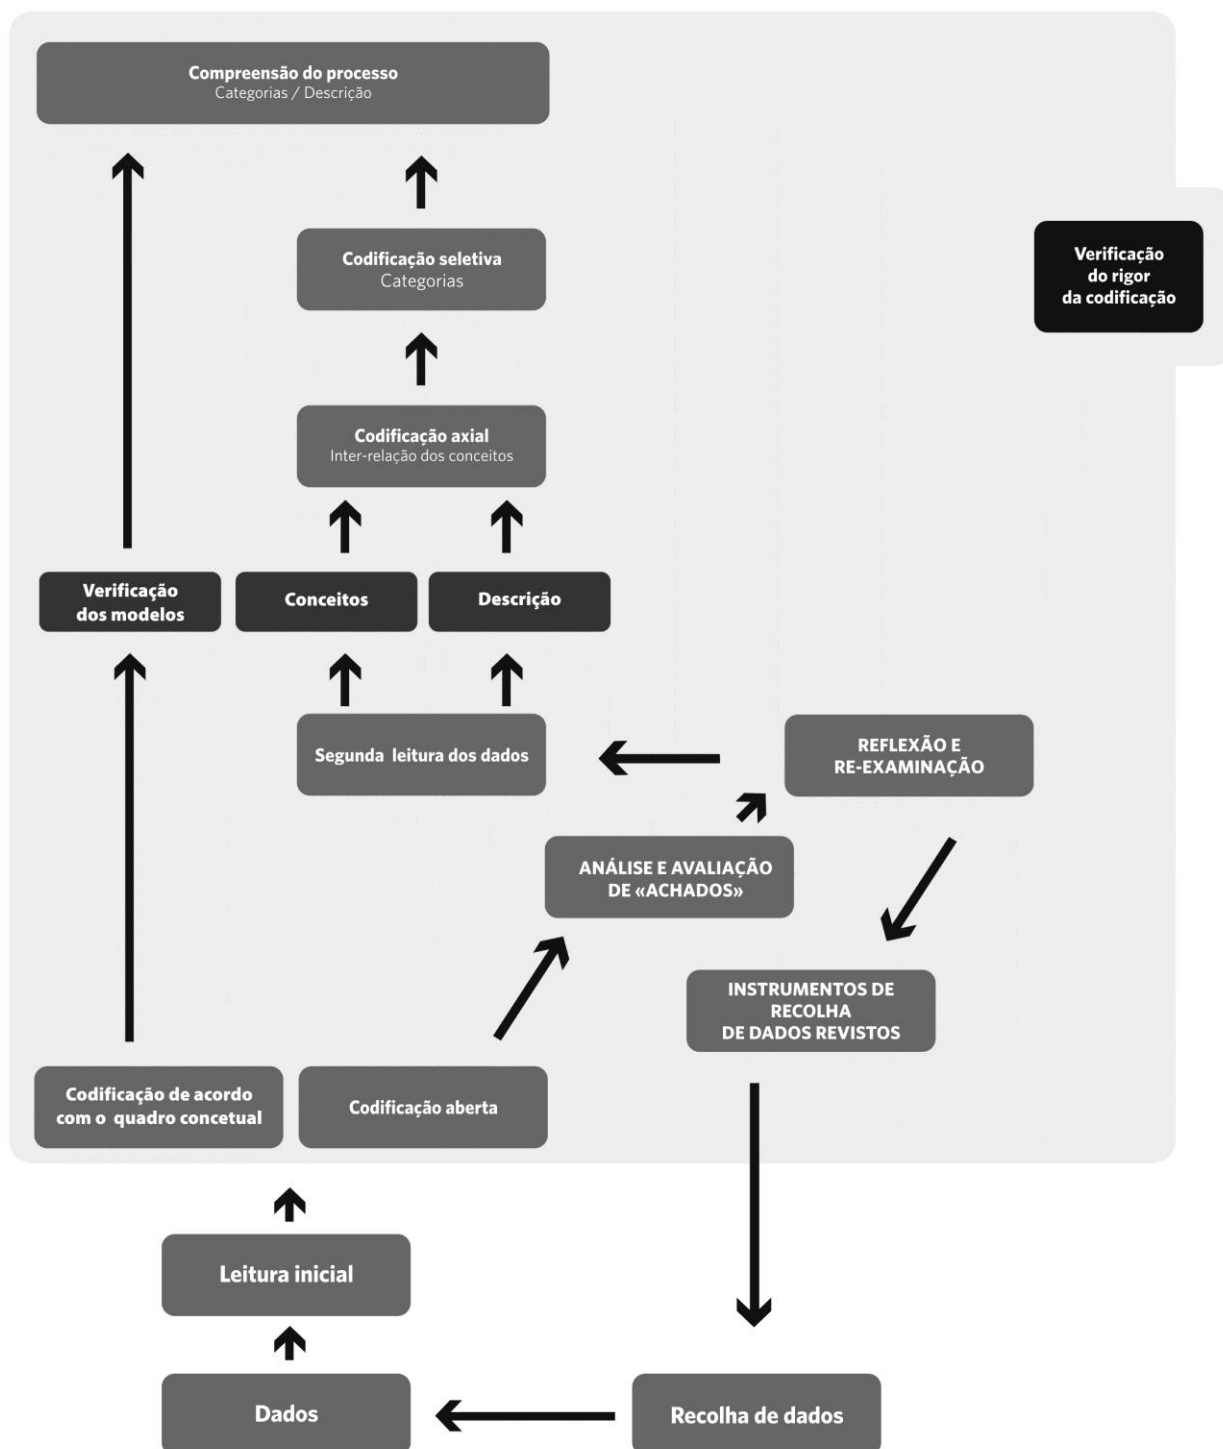 Compreensão do processo
Categorias / Descrição
Codificação seletiva
Categorias
Verificação
do rigor
da codificação
Codificação axial
Inter-relação dos conceitos
Verificação
dos modelos
Conceitos
Descrição
Segunda leitura dos dados
REFLEXÃO E
RE-EXAMINAÇÃO
ANÁLISE E AVALIAÇÃO
DE «ACHADOS»
INSTRUMENTOS DE
RECOLHA
DE DADOS REVISTOS
Codificação de acordo
com o quadro concetual
Codificação aberta
Leitura inicial
Dados
Recolha de dados